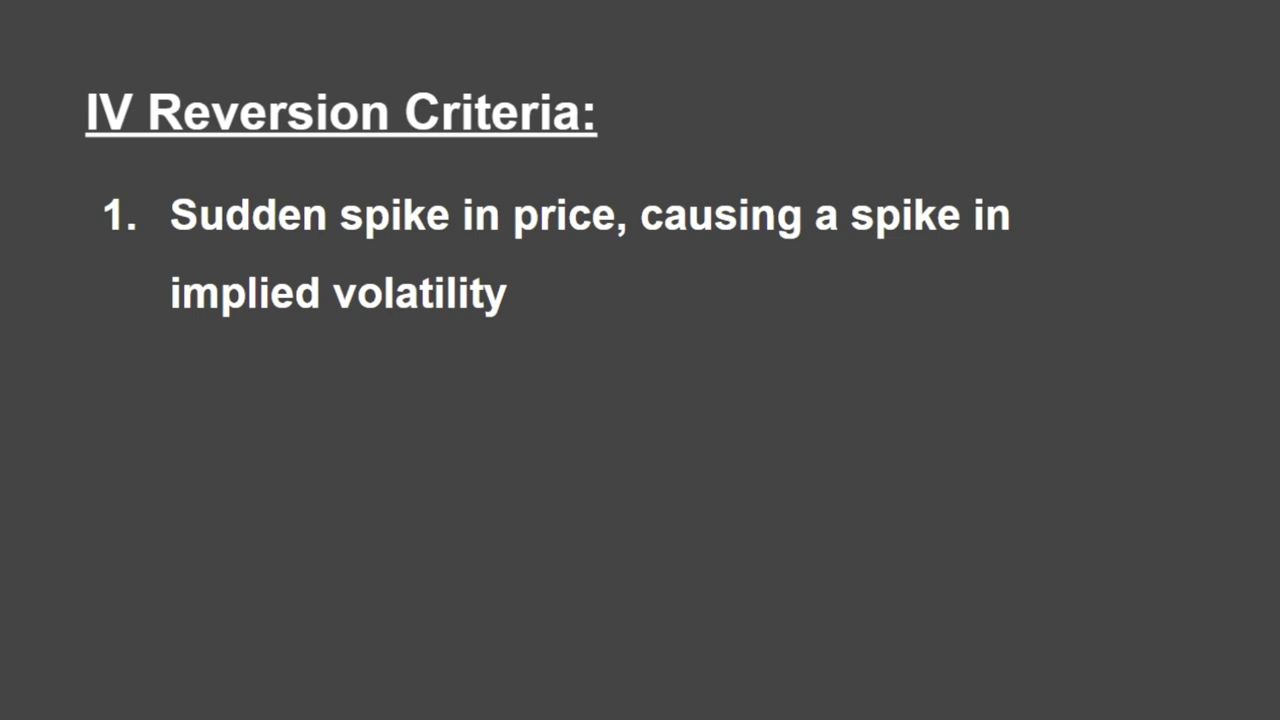 IV Reversion Criteria:
1. Sudden spike in price, causing a spike in
implied volatility